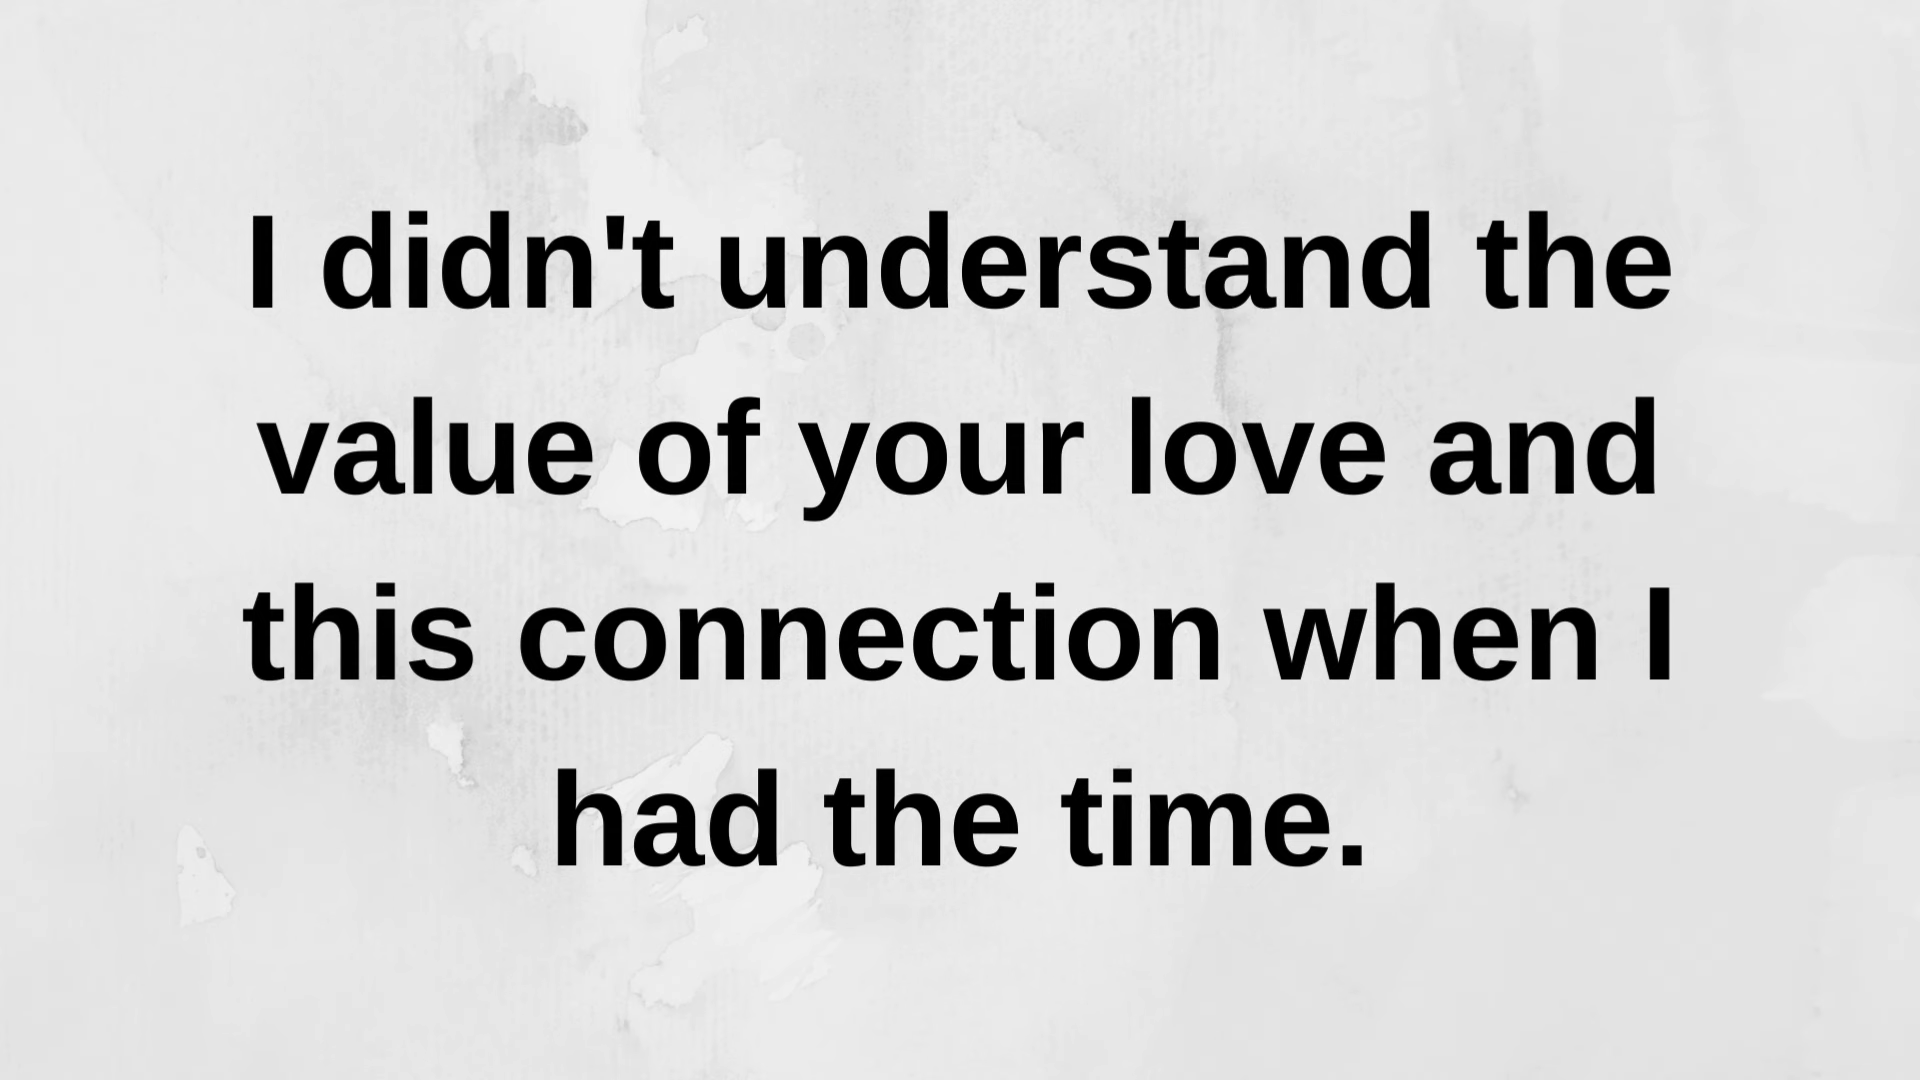 I didn't understand the
value of your love and
this connection when I
had the time.